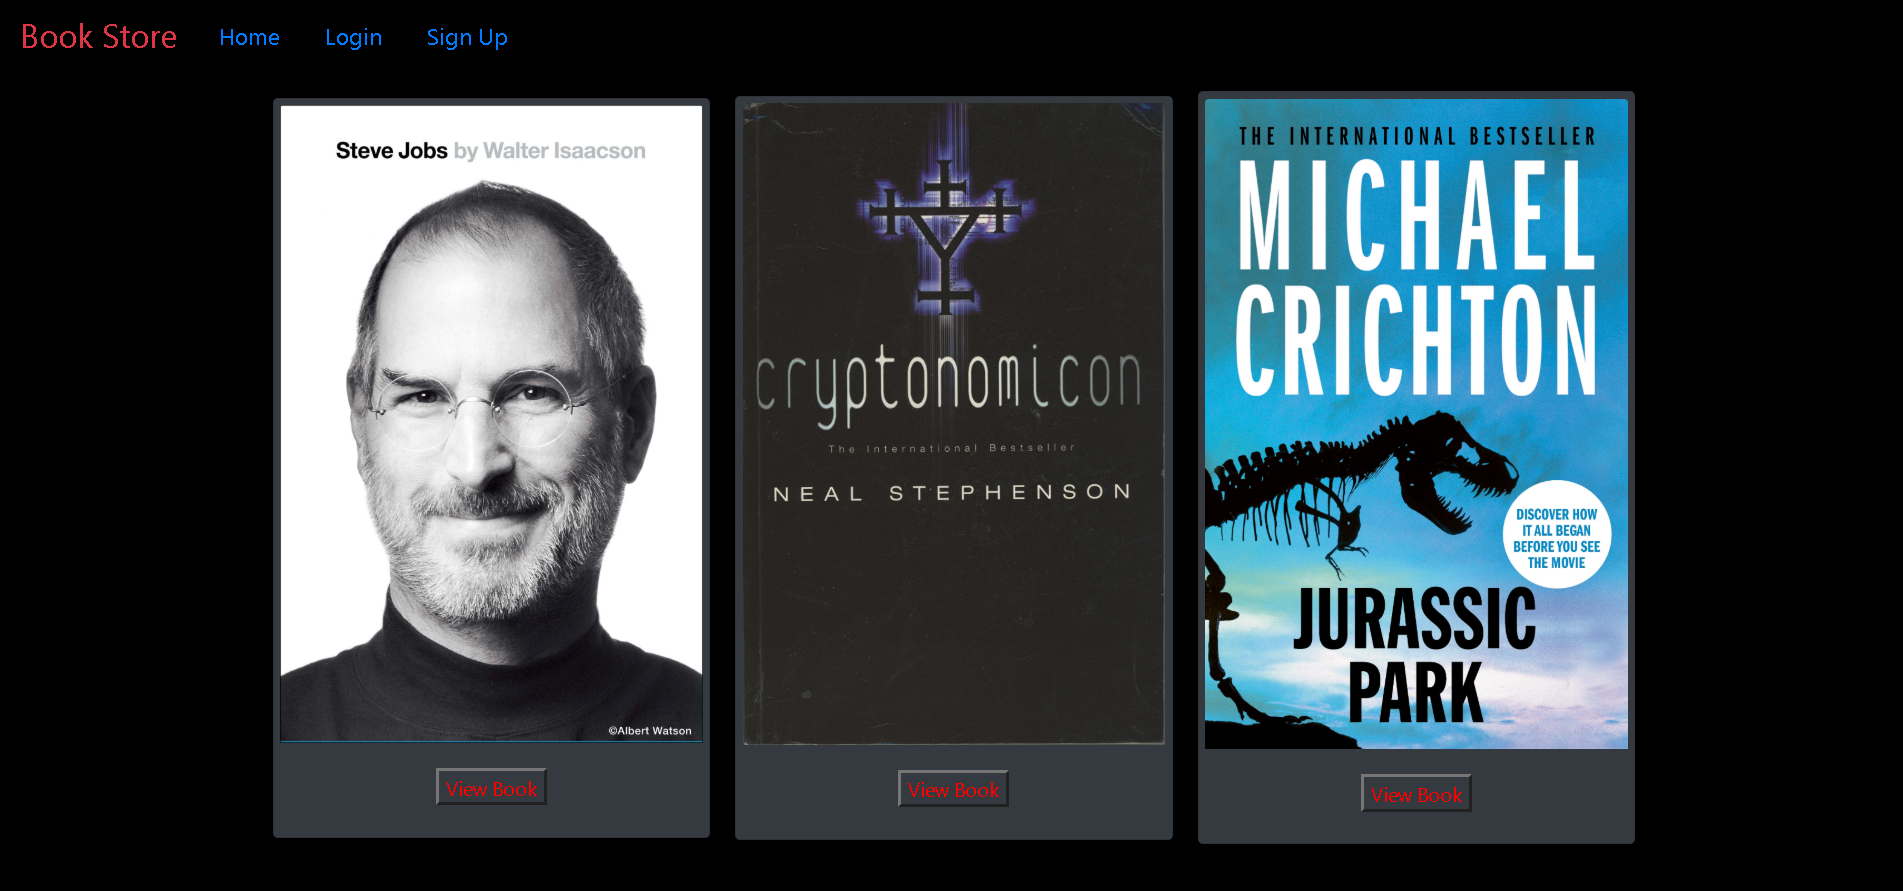 Book Store Home Login Sign Up
Steve Jobs by Walter Isaacson
©Albert Watson
View Book
cryptonomicon
The International Bestseller
NEAL STEPHENSON
View Book
THE INTERNATIONAL BESTSELLER
MICHAEL
CRICHTON
DISCOVER HOW
IT ALL BEGAN
BEFORE YOU SEE
THE MOVIE
JURASSIC
PARK
View Book